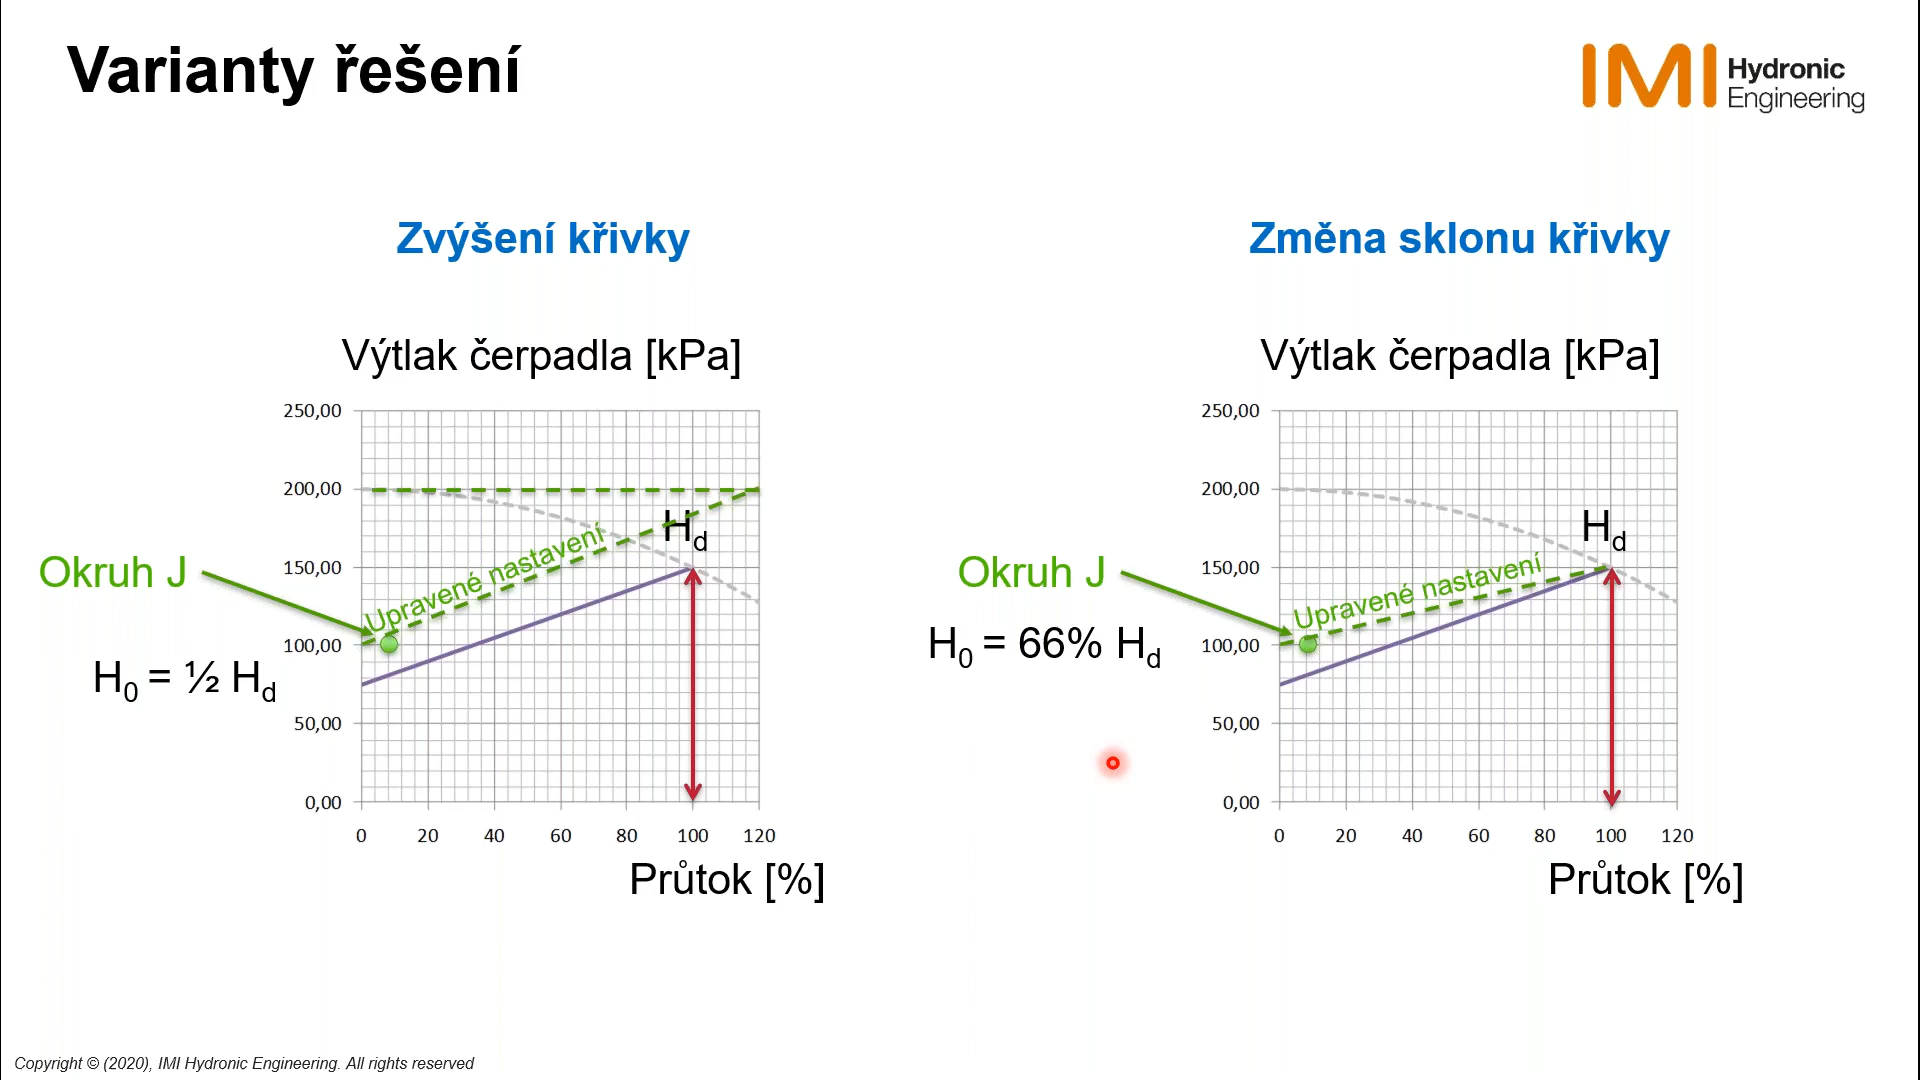 Varianty řešení
IMI Hydronic
Engineering
Zvýšení křivky
Změna sklonu křivky
Výtlak čerpadla [kPa]
250,00
200,00
150,00
100,00
50,00
0,00
0 20 40 60 80 100 120
Průtok [%]
Okruh J
Upravené nastavení
Hd
H0 = ½ Hd
Výtlak čerpadla [kPa]
250,00
200,00
150,00
100,00
50,00
0,00
0 20 40 60 80 100 120
Průtok [%]
Okruh J
Upravené nastavení
Hd
H0 = 66% Hd
Copyright © (2020), IMI Hydronic Engineering. All rights reserved